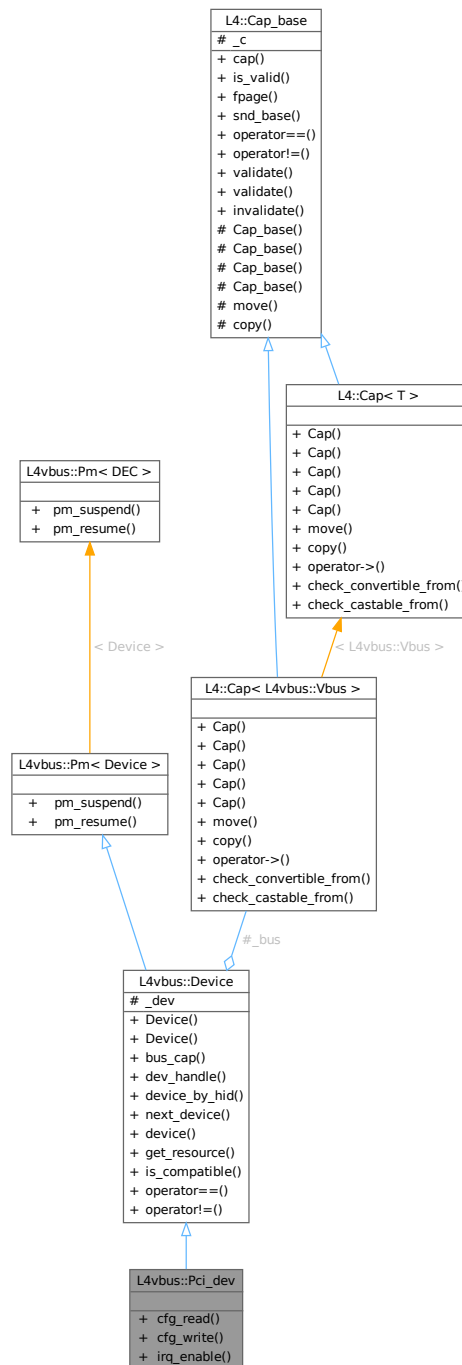 L4::Cap_base
# _c
+ cap()
+ is_valid()
+ fpage()
+ snd_base()
+ operator==()
+ operator!=()
+ validate()
+ validate()
+ invalidate()
# Cap_base()
# Cap_base()
# Cap_base()
# Cap_base()
# move()
# copy()
L4::Cap< T >
+ Cap()
+ Cap()
+ Cap()
+ Cap()
+ Cap()
+ move()
+ copy()
+ operator->()
+ check_convertible_from()
+ check_castable_from()
L4vbus::Pm< DEC >
+ pm_suspend()
+ pm_resume()
< Device >
< L4vbus::Vbus >
L4::Cap< L4vbus::Vbus >
+ Cap()
+ Cap()
+ Cap()
+ Cap()
+ Cap()
+ move()
+ copy()
+ operator->()
+ check_convertible_from()
+ check_castable_from()
L4vbus::Pm< Device >
+ pm_suspend()
+ pm_resume()
#_bus
L4vbus::Device
# _dev
+ Device()
+ Device()
+ bus_cap()
+ dev_handle()
+ device_by_hid()
+ next_device()
+ device()
+ get_resource()
+ is_compatible()
+ operator==()
+ operator!=()
L4vbus::Pci_dev
+ cfg_read()
+ cfg_write()
+ irq_enable()